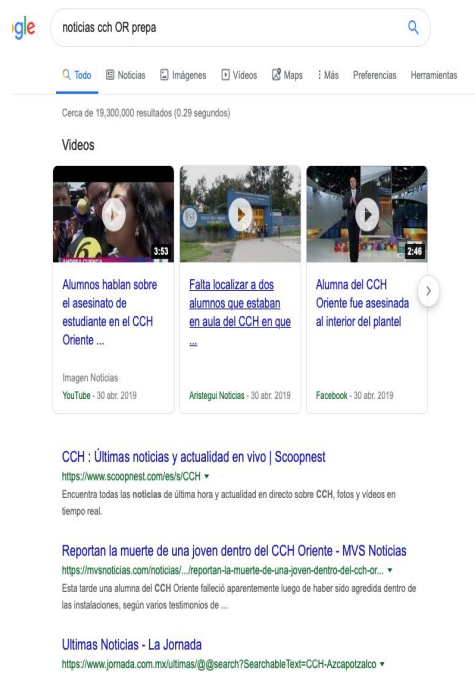 gle
noticias cch OR prepa
Todo Noticias Imágenes Vídeos Maps Más Preferencias Herramientas
Cerca de 19,300,000 resultados (0.29 segundos)
Videos
3:53
2:46
Alumnos hablan sobre
el asesinato de
estudiante en el CCH
Oriente ...
Imagen Noticias
YouTube - 30 abr. 2019
Falta localizar a dos
alumnos que estaban
en aula del CCH en que
...
Aristegui Noticias - 30 abr. 2019
Alumna del CCH
Oriente fue asesinada
al interior del plantel
Facebook - 30 abr. 2019
CCH : Últimas noticias y actualidad en vivo | Scoopnest
https://www.scoopnest.com/es/s/CCH
Encuentra todas las noticias de última hora y actualidad en directo sobre CCH, fotos y vídeos en
tiempo real.
Reportan la muerte de una joven dentro del CCH Oriente - MVS Noticias
https://mvsnoticias.com/noticias/.../reportan-la-muerte-de-una-joven-dentro-del-cch-or...
Esta tarde una alumna del CCH Oriente falleció aparentemente luego de haber sido agredida dentro de
las instalaciones, según varios testimonios de ...
Ultimas Noticias - La Jornada
https://www.jornada.com.mx/ultimas/@@search?SearchableText=CCH-Azcapotzalco